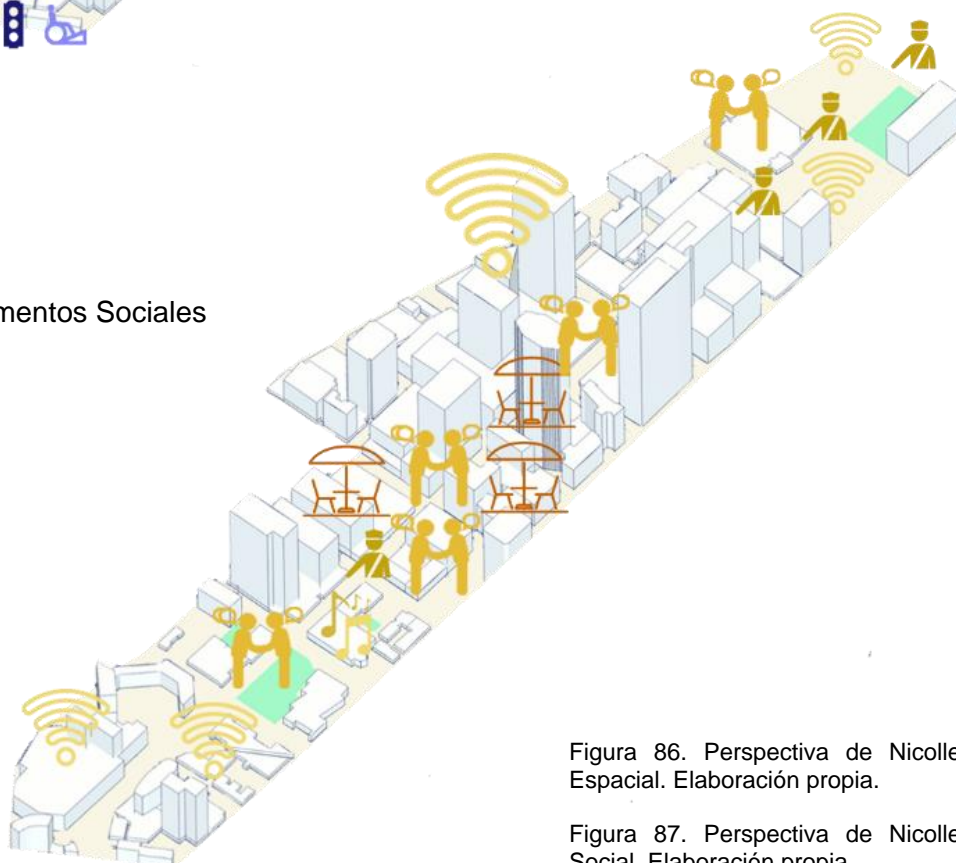 mentos Sociales
Figura 86. Perspectiva de Nicolle
Espacial. Elaboración propia.
Figura 87. Perspectiva de Nicolle
Social. Elaboración propia.